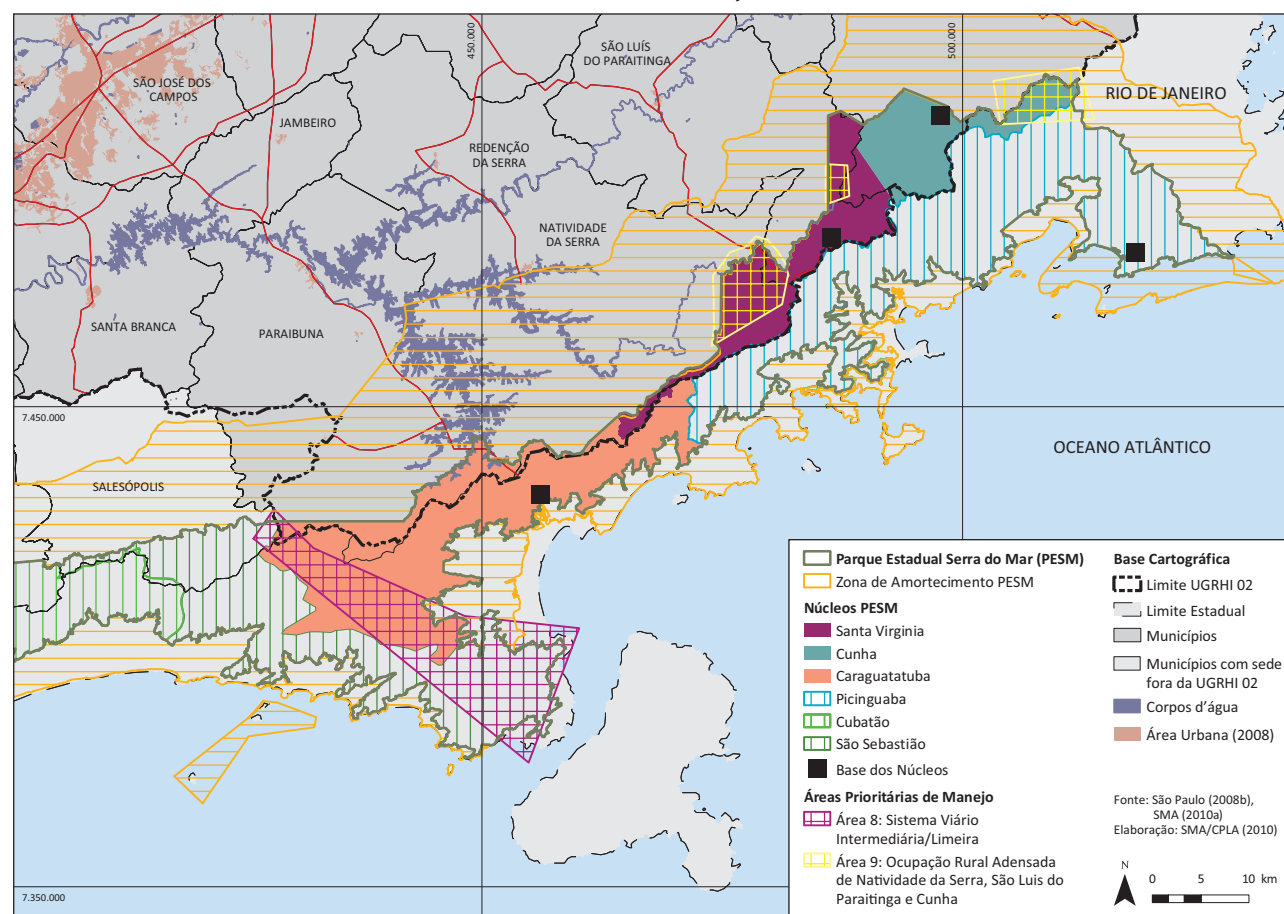 450.000
500.000
SÃO LUÍS
DO PARAITINGA
RIO DE JANEIRO
SÃO JOSÉ DOS
CAMPOS
JAMBEIRO
REDENÇÃO
DA SERRA
NATIVIDADE
DA SERRA
SANTA BRANCA
PARAIBUNA
7.450.000
OCEANO ATLÂNTICO
SALESÓPOLIS
Parque Estadual Serra do Mar (PESM)
Zona de Amortecimento PESM
Núcleos PESM
Santa Virginia
Cunha
Caraguatatuba
Picinguaba
Cubatão
São Sebastião
Base dos Núcleos
Áreas Prioritárias de Manejo
Área 8: Sistema Viário
Intermediária/Limeira
Área 9: Ocupação Rural Adensada
de Natividade da Serra, São Luis do
Paraitinga e Cunha
Base Cartográfica
Limite UGRHI 02
Limite Estadual
Municípios
Municípios com sede
fora da UGRHI 02
Corpos d'água
Área Urbana (2008)
Fonte: São Paulo (2008b),
SMA (2010a)
Elaboração: SMA/CPLA (2010)
N
0 5 10 km
7.350.000